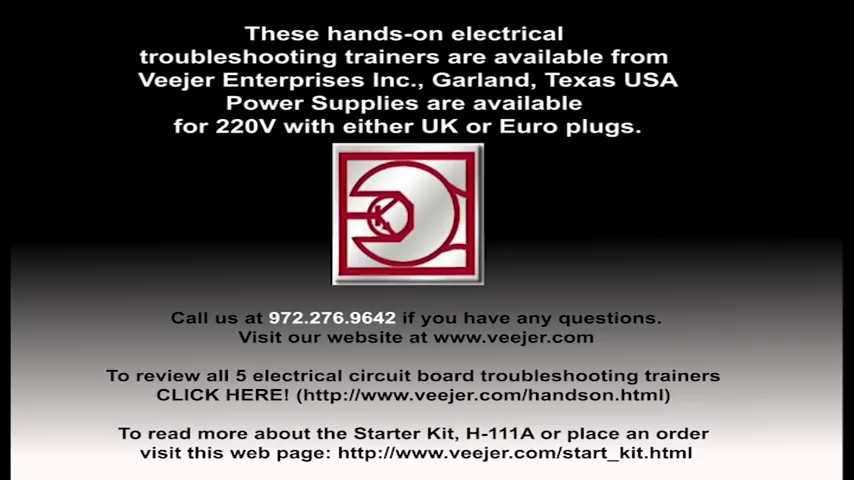 These hands-on electrical
troubleshooting trainers are available from
Veejer Enterprises Inc., Garland, Texas USA
Power Supplies are available
for 220V with either UK or Euro plugs.
Call us at 972.276.9642 if you have any questions.
Visit our website at www.veejer.com
To review all 5 electrical circuit board troubleshooting trainers
CLICK HERE! (http://www.veejer.com/handson.html)
To read more about the Starter Kit, H-111A or place an order
visit this web page: http://www.veejer.com/start_kit.html